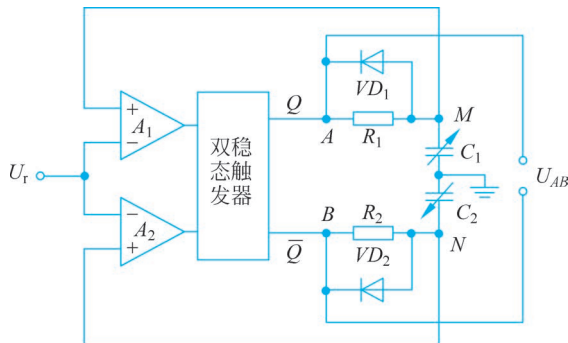 VD₁
Q
A
R₁
M
+
A₁
−
双稳
态触
发器
C₁
U_r
U_AB
−
A₂
+
B
R₂
C₂
Q̅
VD₂
N